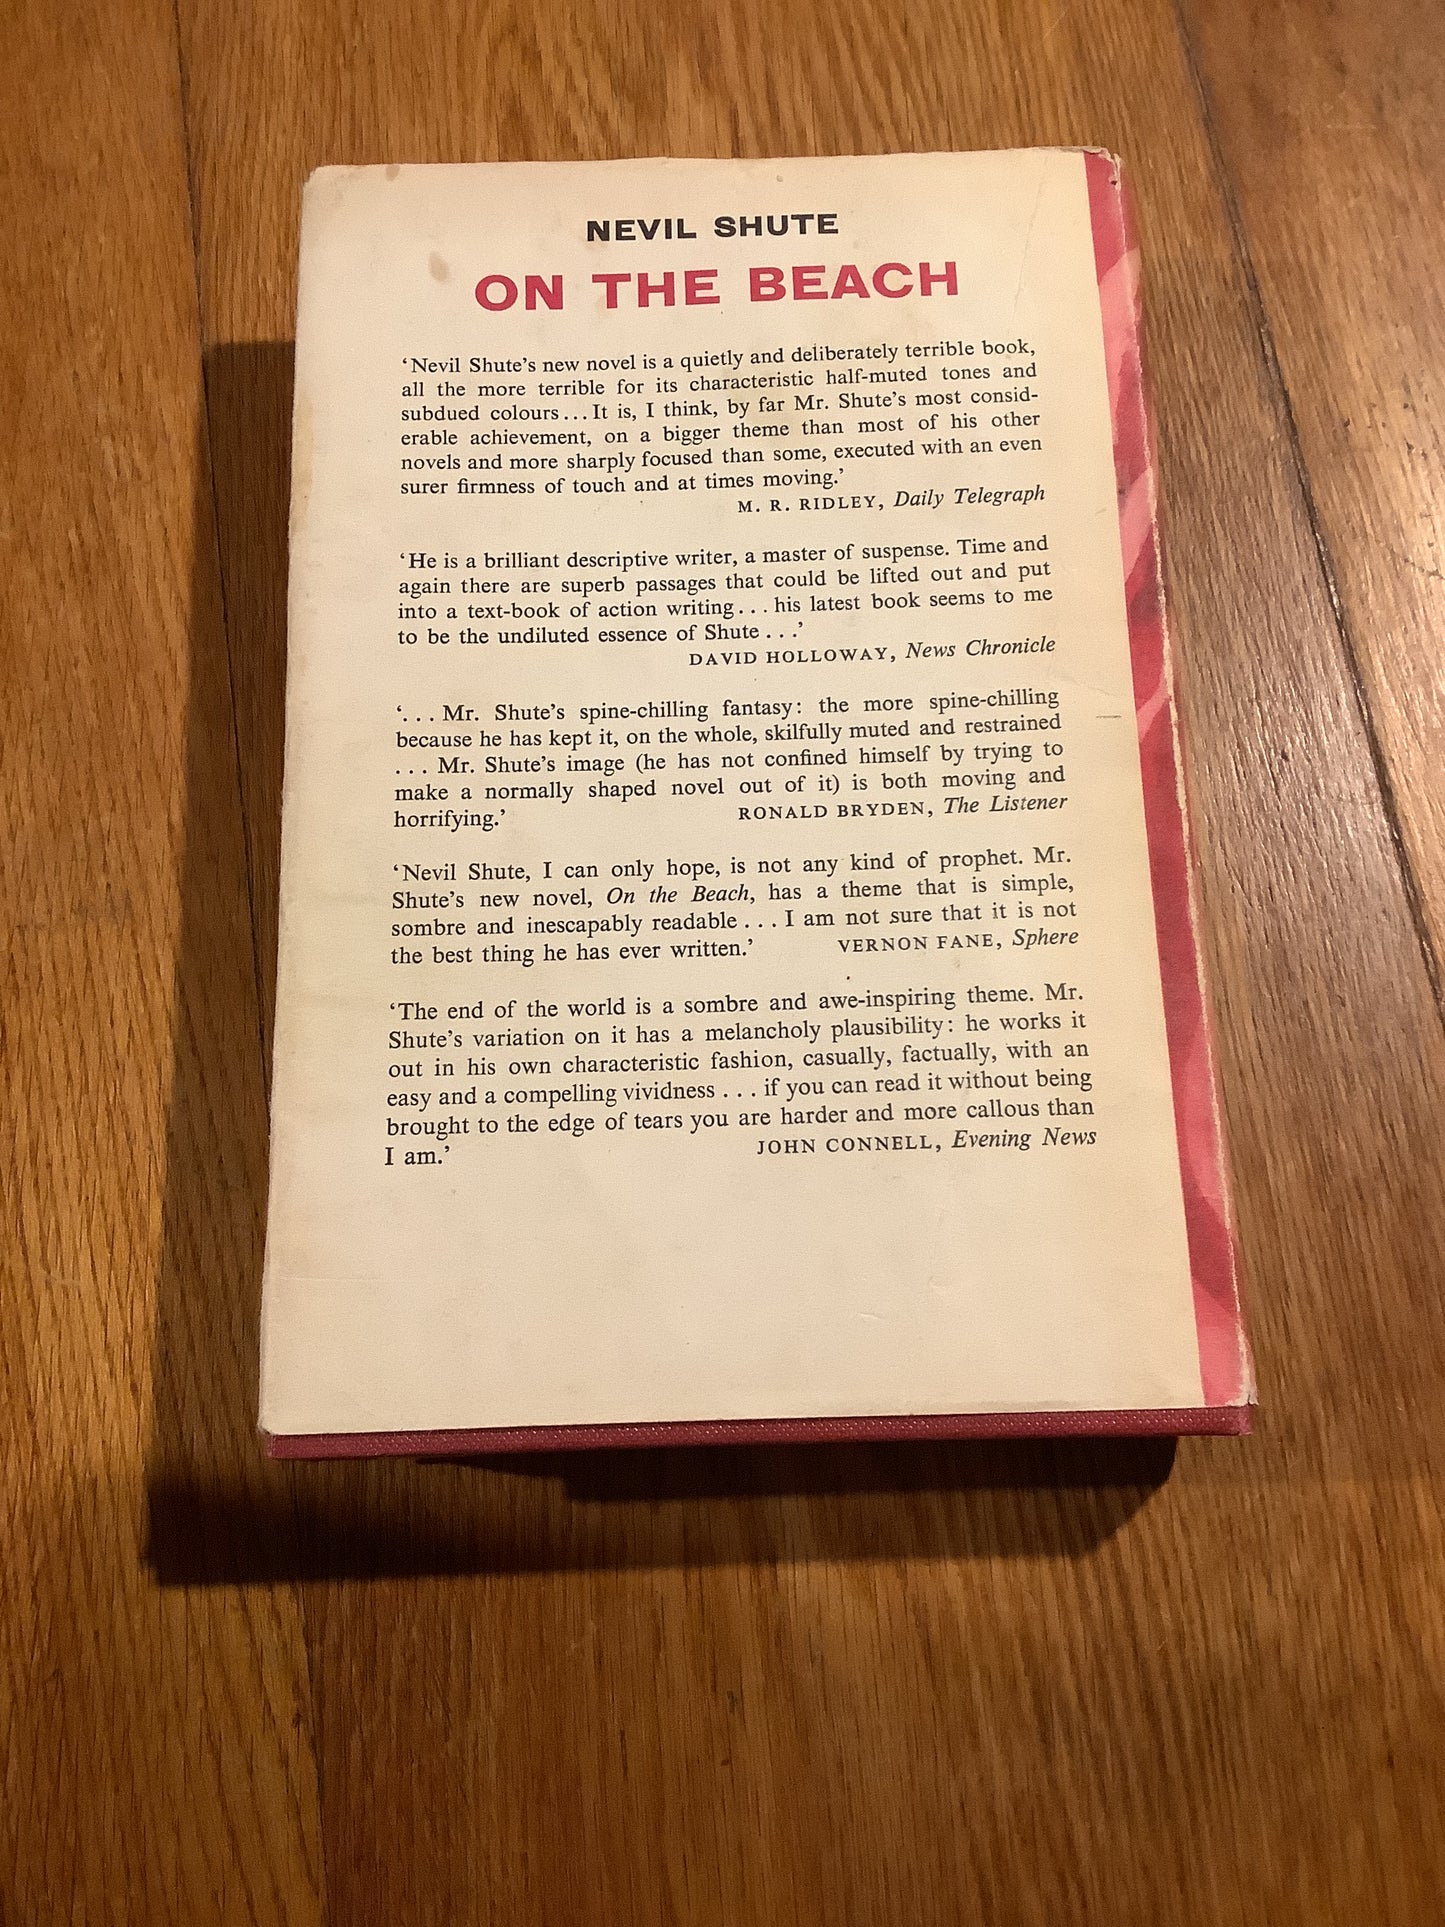 NEVIL SHUTE
ON THE BEACH
‘Nevil Shute’s new novel is a quietly and deliberately terrible book,
all the more terrible for its characteristic half-muted tones and
subdued colours...It is, I think, by far Mr. Shute’s most consid-
erable achievement, on a bigger theme than most of his other
novels and more sharply focused than some, executed with an even
surer firmness of touch and at times moving.’
M. R. RIDLEY, Daily Telegraph
‘He is a brilliant descriptive writer, a master of suspense. Time and
again there are superb passages that could be lifted out and put
into a text-book of action writing... his latest book seems to me
to be the undiluted essence of Shute . . .’
DAVID HOLLOWAY, News Chronicle
‘. . . Mr. Shute’s spine-chilling fantasy: the more spine-chilling
because he has kept it, on the whole, skilfully muted and restrained
. . . Mr. Shute’s image (he has not confined himself by trying to
make a normally shaped novel out of it) is both moving and
horrifying.’ RONALD BRYDEN, The Listener
‘Nevil Shute, I can only hope, is not any kind of prophet. Mr.
Shute’s new novel, On the Beach, has a theme that is simple,
sombre and inescapably readable . . . I am not sure that it is not
the best thing he has ever written.’ VERNON FANE, Sphere
‘The end of the world is a sombre and awe-inspiring theme. Mr.
Shute’s variation on it has a melancholy plausibility: he works it
out in his own characteristic fashion, casually, factually, with an
easy and a compelling vividness . . . if you can read it without being
brought to the edge of tears you are harder and more callous than
I am.’ JOHN CONNELL, Evening News